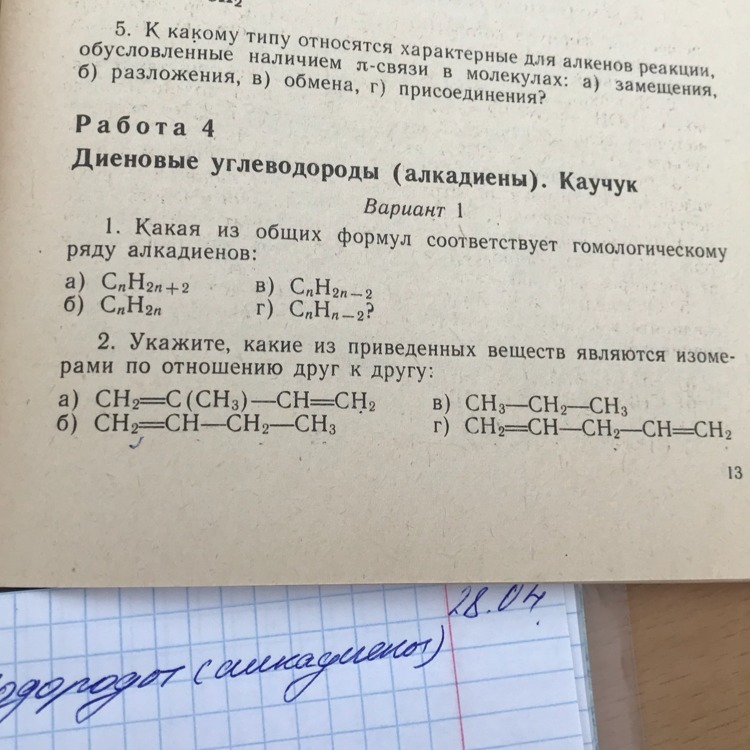 5. К какому типу относятся характерные для алкенов реакции,
обусловленные наличием π-связи в молекулах: а) замещения,
б) разложения, в) обмена, г) присоединения?
Работа 4
Диеновые углеводороды (алкадиены). Каучук
Вариант 1
1. Какая из общих формул соответствует гомологическому
ряду алкадиенов:
а) CₙH₂ₙ₊₂ в) CₙH₂ₙ₋₂
б) CₙH₂ₙ г) CₙHₙ₋₂?
2. Укажите, какие из приведенных веществ являются изоме-
рами по отношению друг к другу:
а) CH₂=C(CH₃)—CH=CH₂ в) CH₃—CH₂—CH₃
б) CH₂=CH—CH₂—CH₃ г) CH₂=CH—CH₂—CH=CH₂
13
28.04
(алкадиены)